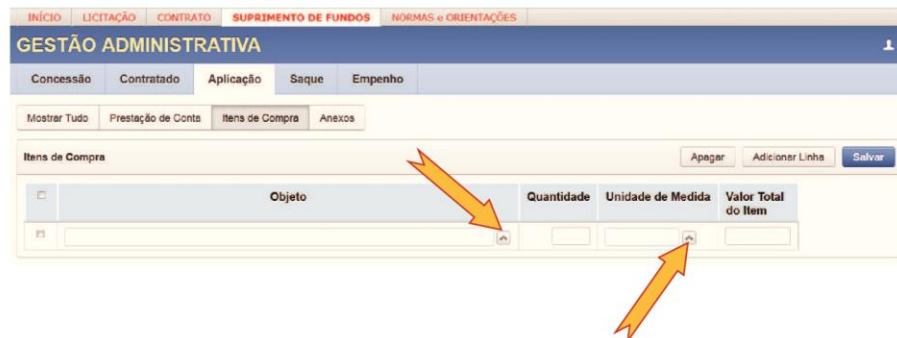 INÍCIO LICITAÇÃO CONTRATO SUPRIMENTO DE FUNDOS NORMAS e ORIENTAÇÕES
GESTÃO ADMINISTRATIVA
Concessão Contratado Aplicação Saque Empenho
Mostrar Tudo Prestação de Conta Itens de Compra Anexos
Itens de Compra Apagar Adicionar Linha Salvar
Objeto Quantidade Unidade de Medida Valor Total
do Item